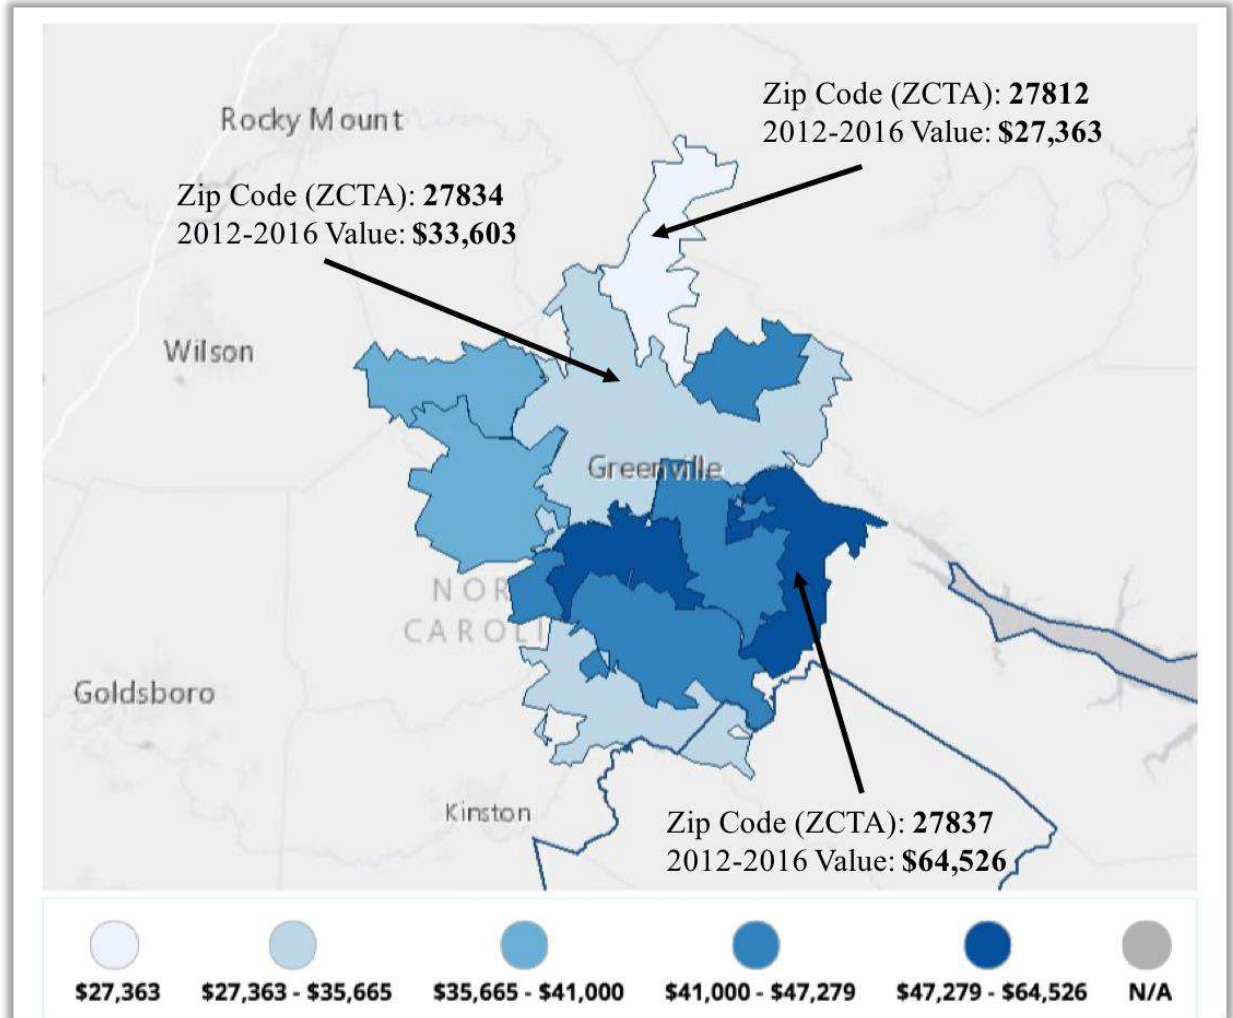 Rocky Mount
Zip Code (ZCTA): 27812
2012-2016 Value: $27,363
Zip Code (ZCTA): 27834
2012-2016 Value: $33,603
Wilson
Greenville
NOR
CAROLI
Goldsboro
Kinston
Zip Code (ZCTA): 27837
2012-2016 Value: $64,526
$27,363
$27,363 - $35,665
$35,665 - $41,000
$41,000 - $47,279
$47,279 - $64,526
N/A